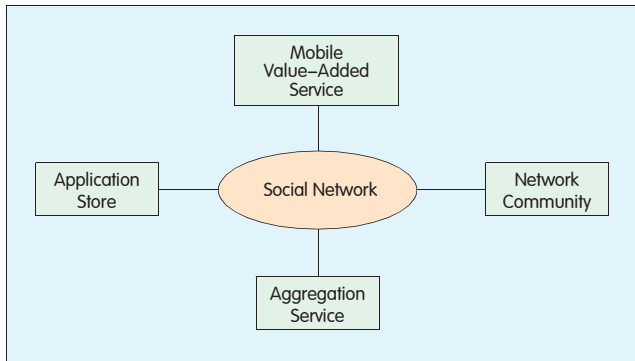 Mobile
Value–Added
Service
Application
Store
Social Network
Network
Community
Aggregation
Service